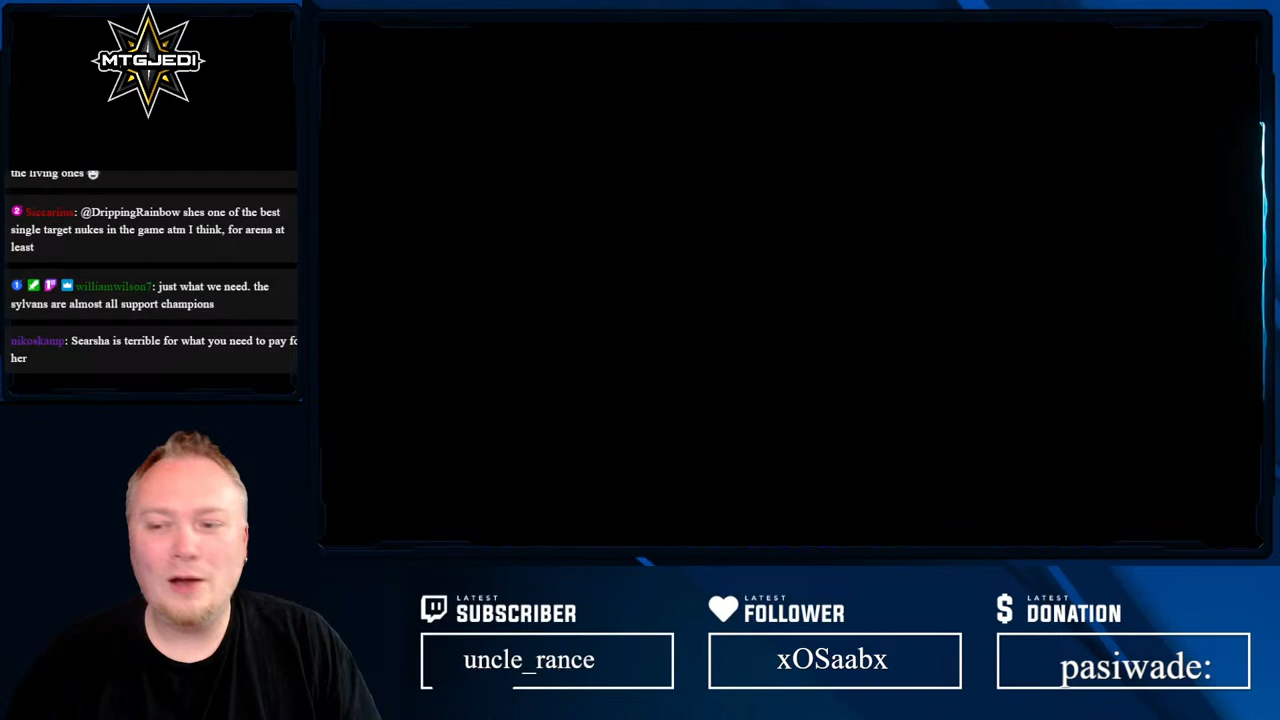 MTGJEDI
the living ones
2 Siccarius: @DrippingRainbow shes one of the best
single target nukes in the game atm I think, for arena at
least
1 williamwilson7: just what we need. the
sylvans are almost all support champions
nikoskamp: Searsha is terrible for what you need to pay fo
her
LATEST
SUBSCRIBER
uncle_rance
LATEST
FOLLOWER
xOSaabx
$ LATEST
DONATION
pasiwade: